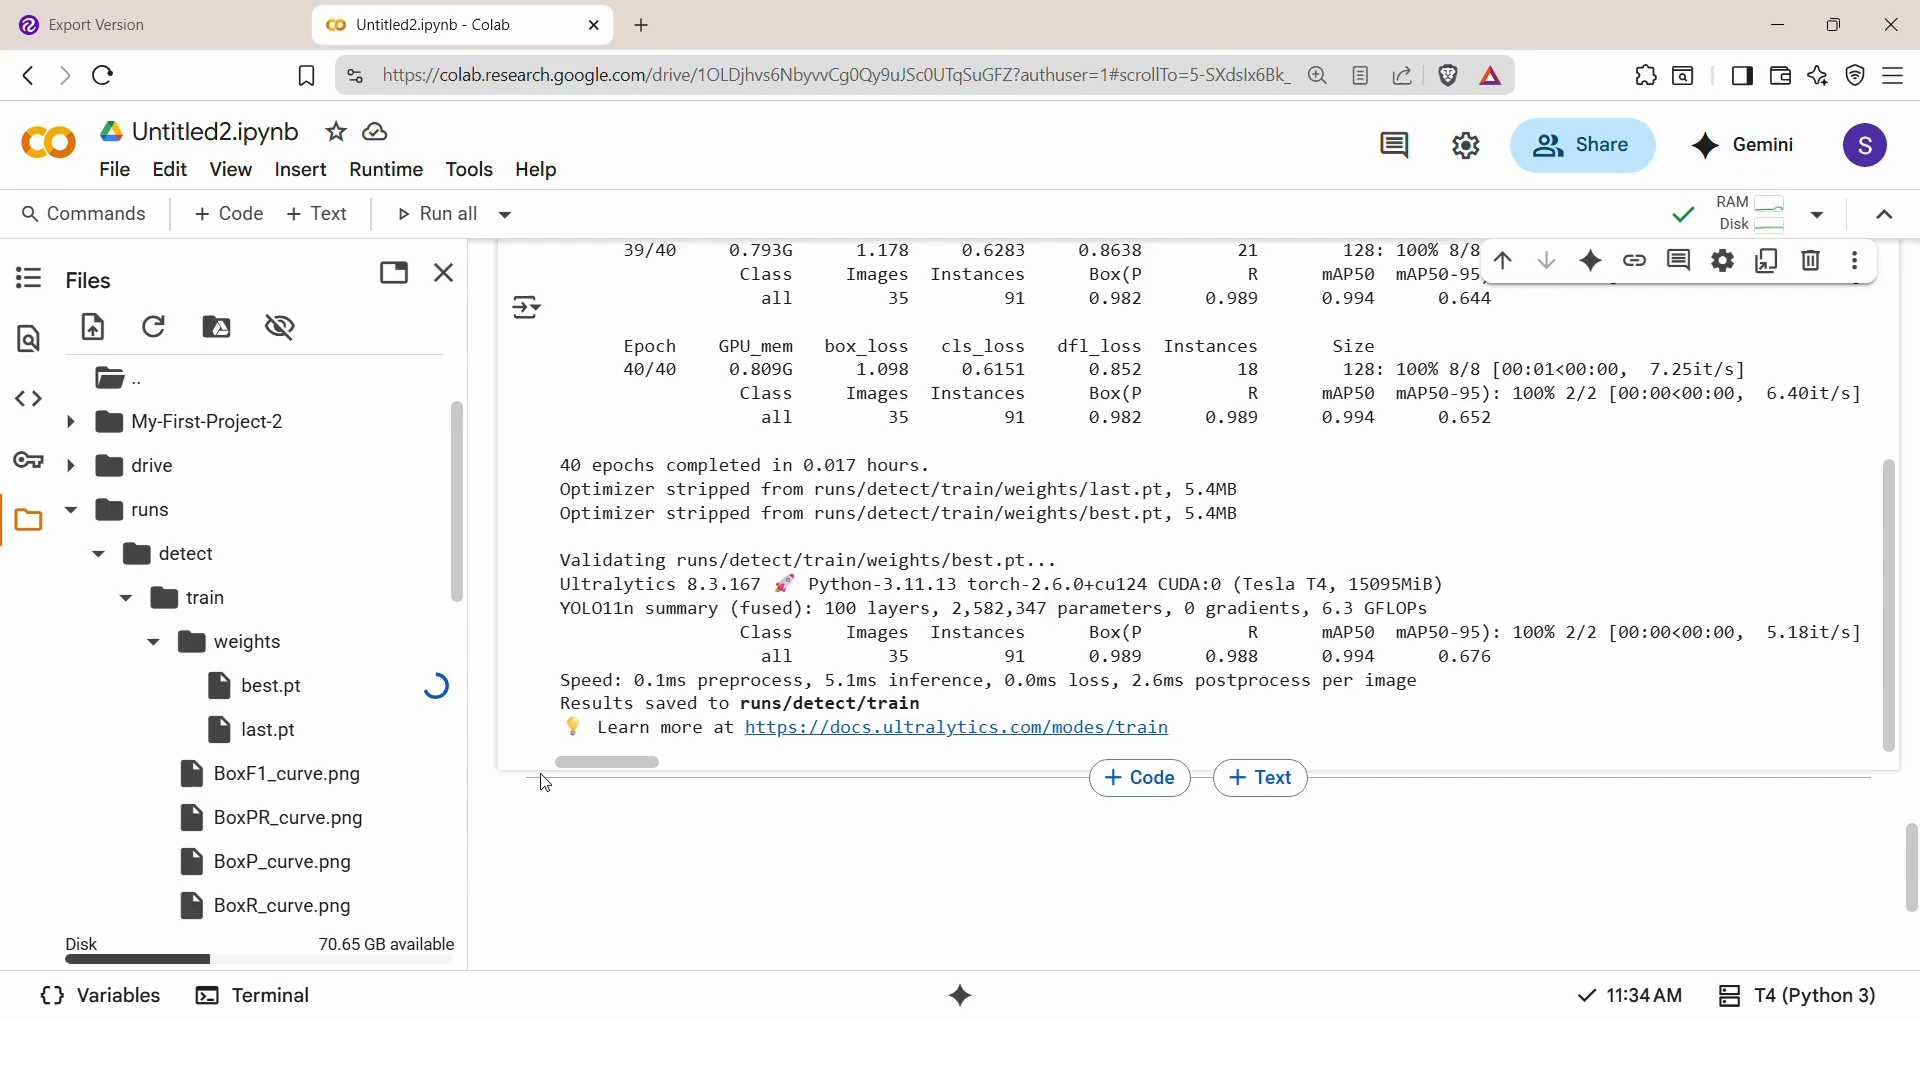 Export Version
Untitled2.ipynb - Colab
https://colab.research.google.com/drive/1OLDjhvs6NbyvvCg0Qy9uJSc0UTqSuGFZ?authuser=1#scrollTo=5-SXdsIx6Bk_
Untitled2.ipynb
File Edit View Insert Runtime Tools Help
Share
Gemini
S
Commands + Code + Text Run all
RAM
Disk
Files
..
My-First-Project-2
drive
runs
detect
train
weights
best.pt
last.pt
BoxF1_curve.png
BoxPR_curve.png
BoxP_curve.png
BoxR_curve.png
Disk 70.65 GB available
39/40 0.793G 1.178 0.6283 0.8638 21 128: 100% 8/8
Class Images Instances Box(P R mAP50 mAP50-95)
all 35 91 0.982 0.989 0.994 0.644
Epoch GPU_mem box_loss cls_loss dfl_loss Instances Size
40/40 0.809G 1.098 0.6151 0.852 18 128: 100% 8/8 [00:01<00:00, 7.25it/s]
Class Images Instances Box(P R mAP50 mAP50-95): 100% 2/2 [00:00<00:00, 6.40it/s]
all 35 91 0.982 0.989 0.994 0.652
40 epochs completed in 0.017 hours.
Optimizer stripped from runs/detect/train/weights/last.pt, 5.4MB
Optimizer stripped from runs/detect/train/weights/best.pt, 5.4MB
Validating runs/detect/train/weights/best.pt...
Ultralytics 8.3.167 🚀 Python-3.11.13 torch-2.6.0+cu124 CUDA:0 (Tesla T4, 15095MiB)
YOLO11n summary (fused): 100 layers, 2,582,347 parameters, 0 gradients, 6.3 GFLOPs
Class Images Instances Box(P R mAP50 mAP50-95): 100% 2/2 [00:00<00:00, 5.18it/s]
all 35 91 0.989 0.988 0.994 0.676
Speed: 0.1ms preprocess, 5.1ms inference, 0.0ms loss, 2.6ms postprocess per image
Results saved to runs/detect/train
💡 Learn more at https://docs.ultralytics.com/modes/train
+ Code + Text
Variables Terminal
11:34 AM T4 (Python 3)